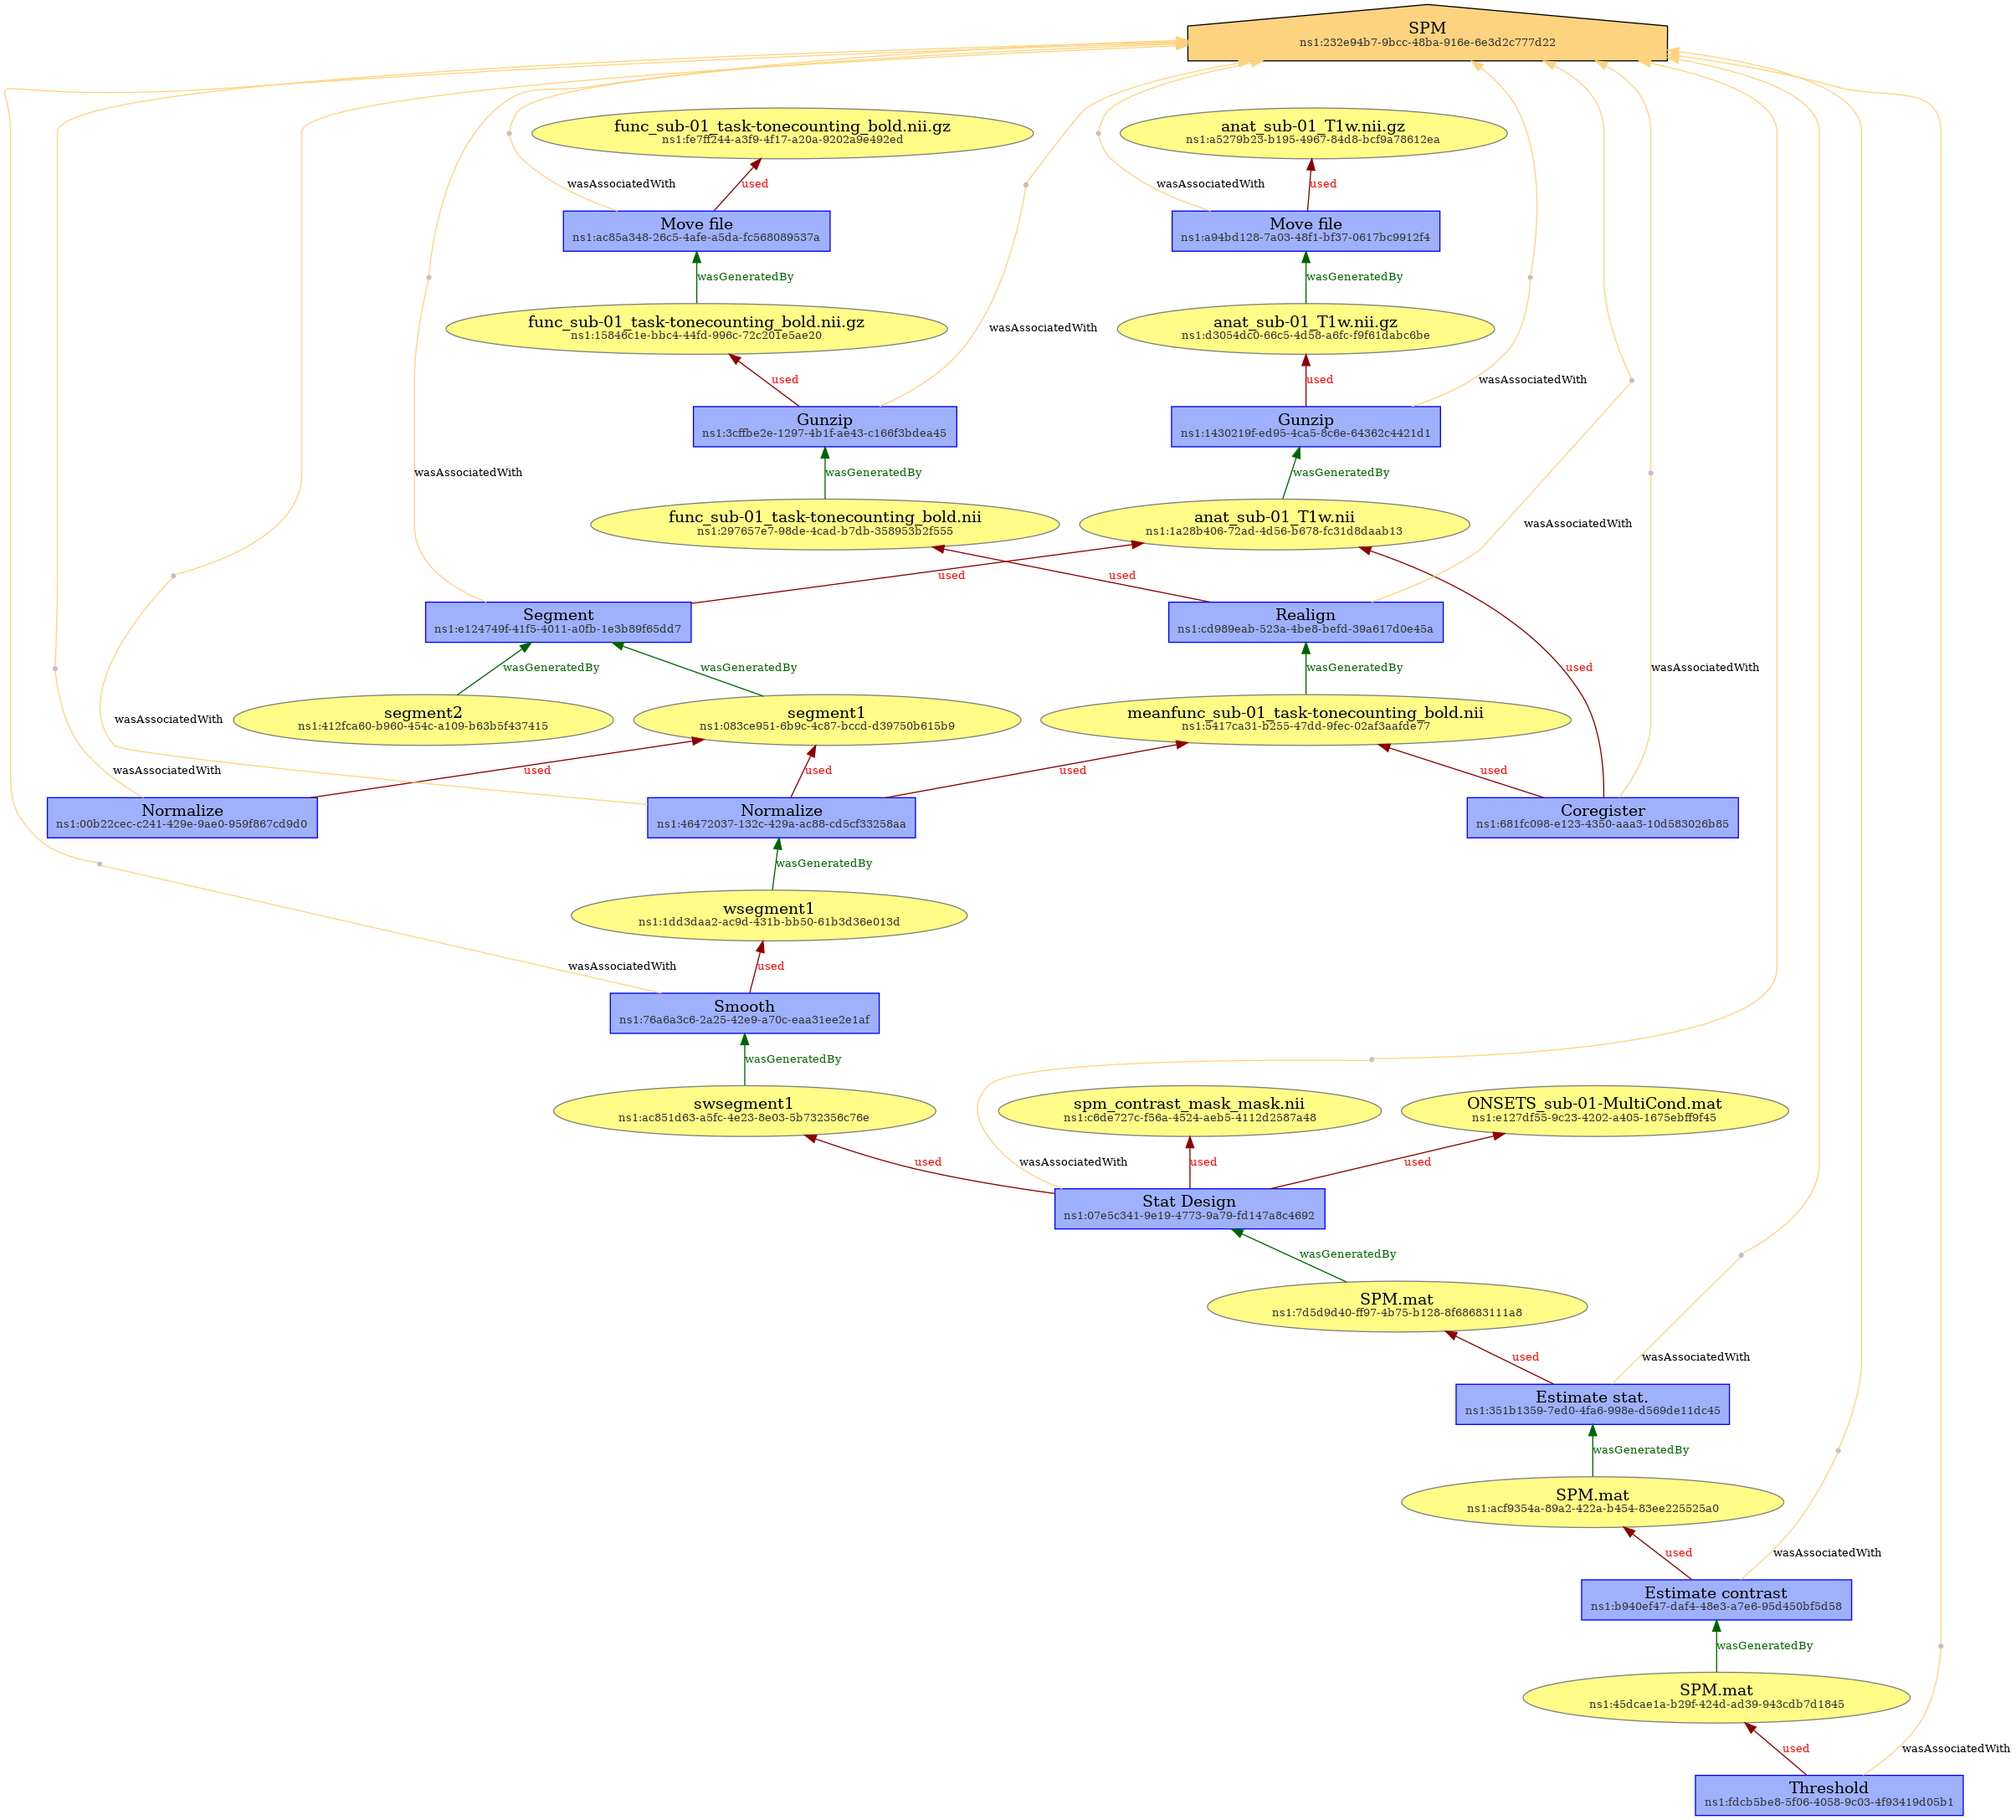 SPM
ns1:232e94b7-9bcc-48ba-916e-6e3d2c777d22
func_sub-01_task-tonecounting_bold.nii.gz
ns1:fe7ff244-a3f9-4f17-a20a-9202a9e492ed
anat_sub-01_T1w.nii.gz
ns1:a5279b23-b195-4967-84d8-bcf9a78612ea
wasAssociatedWith
used
wasAssociatedWith
used
Move file
ns1:ac85a348-26c5-4afe-a5da-fc568089537a
Move file
ns1:a94bd128-7a03-48f1-bf37-0617bc9912f4
wasGeneratedBy
wasGeneratedBy
func_sub-01_task-tonecounting_bold.nii.gz
ns1:15846c1e-bbc4-44fd-996c-72c201e5ae20
wasAssociatedWith
anat_sub-01_T1w.nii.gz
ns1:d3054dc0-66c5-4d58-a6fc-f9f61dabc6be
used
used
wasAssociatedWith
Gunzip
ns1:3cffbe2e-1297-4b1f-ae43-c166f3bdea45
Gunzip
ns1:1430219f-ed95-4ca5-8c6e-64362c4421d1
wasAssociatedWith
wasGeneratedBy
wasGeneratedBy
func_sub-01_task-tonecounting_bold.nii
ns1:297657e7-98de-4cad-b7db-358953b2f555
anat_sub-01_T1w.nii
ns1:1a28b406-72ad-4d56-b678-fc31d8daab13
wasAssociatedWith
used
used
Segment
ns1:e124749f-41f5-4011-a0fb-1e3b89f65dd7
Realign
ns1:cd989eab-523a-4be8-befd-39a617d0e45a
wasGeneratedBy
wasGeneratedBy
wasGeneratedBy
used
wasAssociatedWith
wasAssociatedWith
segment2
ns1:412fca60-b960-454c-a109-b63b5f437415
segment1
ns1:083ce951-6b9c-4c87-bccd-d39750b615b9
meanfunc_sub-01_task-tonecounting_bold.nii
ns1:5417ca31-b255-47dd-9fec-02af3aafde77
wasAssociatedWith
used
used
used
used
Normalize
ns1:00b22cec-c241-429e-9ae0-959f867cd9d0
Normalize
ns1:46472037-132c-429a-ac88-cd5cf33258aa
Coregister
ns1:681fc098-e123-4350-aaa3-10d583026b85
wasGeneratedBy
wsegment1
ns1:1dd3daa2-ac9d-431b-bb50-61b3d36e013d
wasAssociatedWith
used
Smooth
ns1:76a6a3c6-2a25-42e9-a70c-eaa31ee2e1af
wasGeneratedBy
swsegment1
ns1:ac851d63-a5fc-4e23-8e03-5b732356c76e
spm_contrast_mask_mask.nii
ns1:c6de727c-f56a-4524-aeb5-4112d2587a48
ONSETS_sub-01-MultiCond.mat
ns1:e127df55-9c23-4202-a405-1675ebff9f45
used
wasAssociatedWith
used
used
Stat Design
ns1:07e5c341-9e19-4773-9a79-fd147a8c4692
wasGeneratedBy
SPM.mat
ns1:7d5d9d40-ff97-4b75-b128-8f68683111a8
used
wasAssociatedWith
Estimate stat.
ns1:351b1359-7ed0-4fa6-998e-d569de11dc45
wasGeneratedBy
SPM.mat
ns1:acf9354a-89a2-422a-b454-83ee225525a0
used
wasAssociatedWith
Estimate contrast
ns1:b940ef47-daf4-48e3-a7e6-95d450bf5d58
wasGeneratedBy
SPM.mat
ns1:45dcae1a-b29f-424d-ad39-943cdb7d1845
used
wasAssociatedWith
Threshold
ns1:fdcb5be8-5f06-4058-9c03-4f93419d05b1